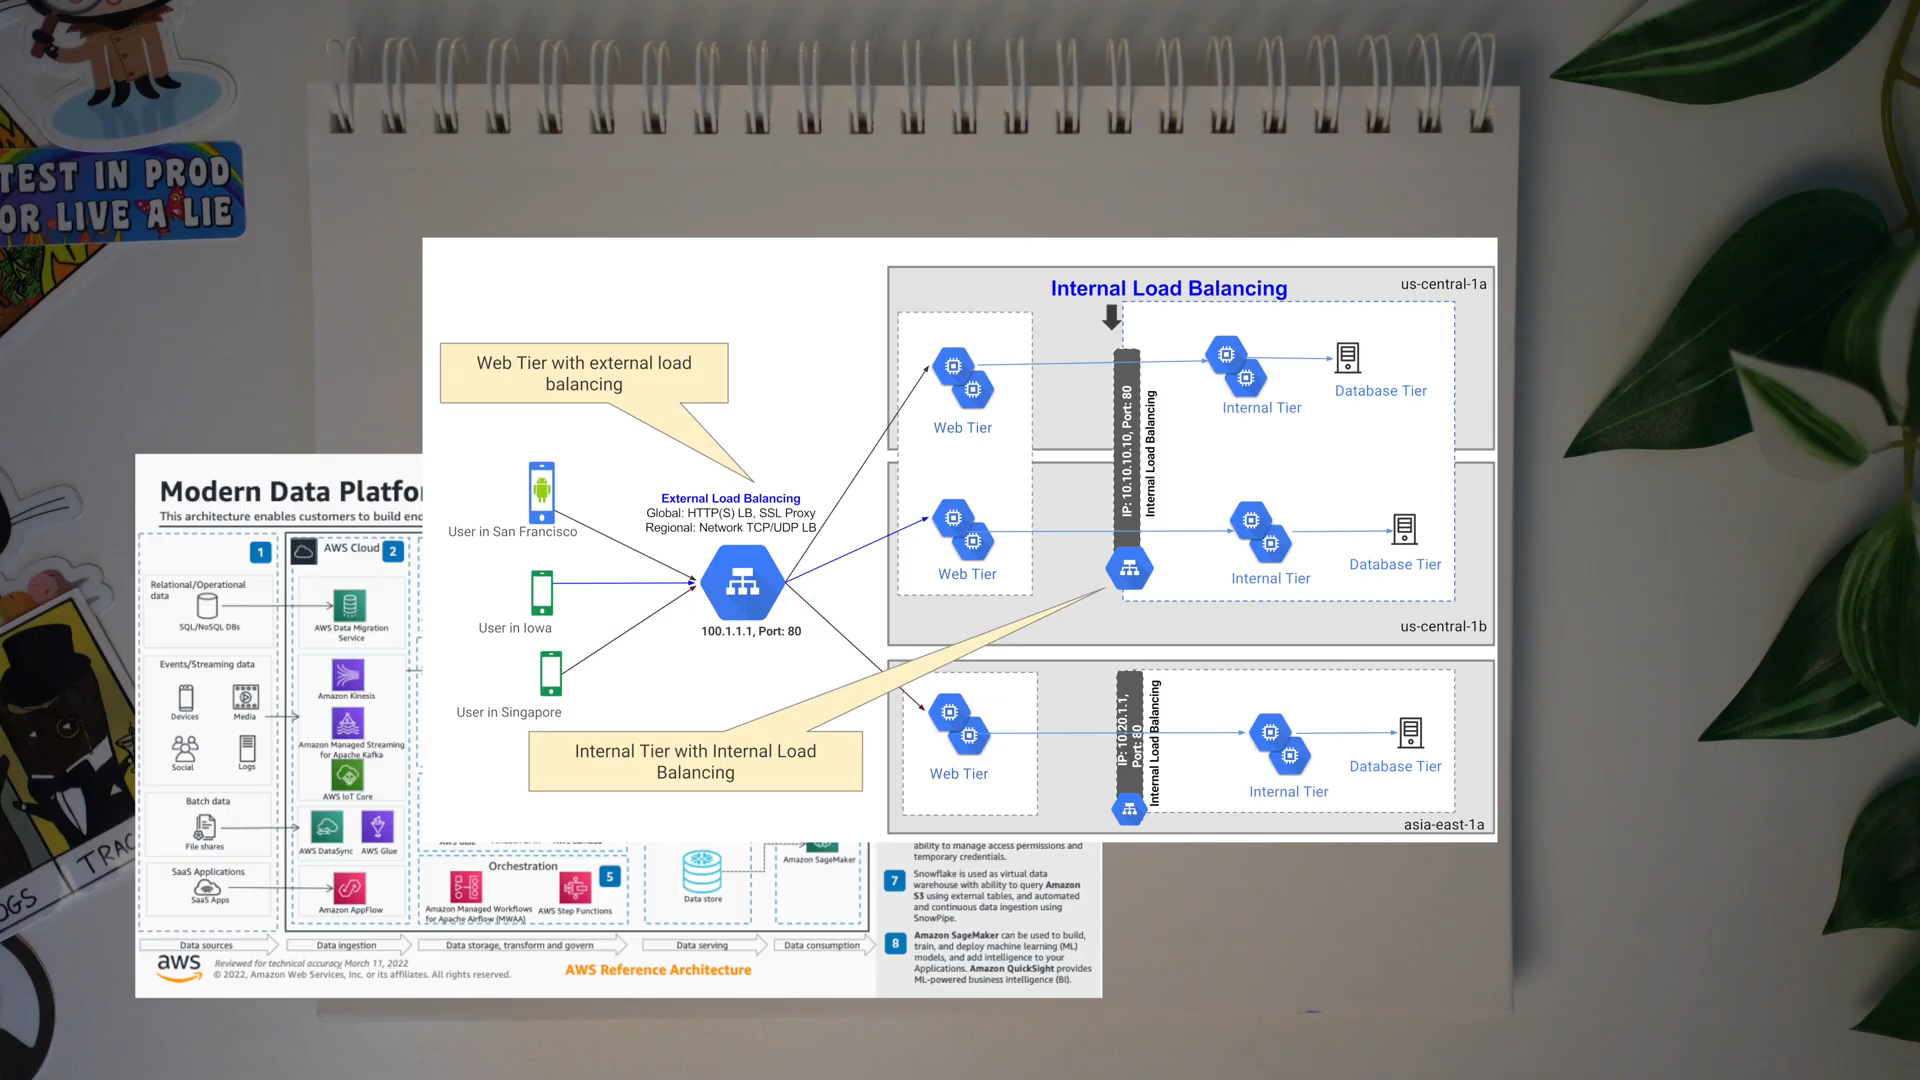 TEST IN PROD
OR LIVE A LIE
Internal Load Balancing
us-central-1a
Web Tier with external load
balancing
Web Tier
IP: 10.10.10.10, Port: 80
Internal Load Balancing
Internal Tier
Database Tier
User in San Francisco
External Load Balancing
Global: HTTP(S) LB, SSL Proxy
Regional: Network TCP/UDP LB
User in Iowa
100.1.1.1, Port: 80
Web Tier
Internal Tier
Database Tier
us-central-1b
User in Singapore
Internal Tier with Internal Load
Balancing
Web Tier
IP: 10.20.1.1,
Port: 80
Internal Load Balancing
Internal Tier
Database Tier
asia-east-1a
Modern Data Platfo
This architecture enables customers to build end
1
AWS Cloud
2
Relational/Operational
data
SQL/NoSQL DBs
AWS Data Migration
Service
Events/Streaming data
Devices
Media
Social
Logs
Amazon Kinesis
Amazon Managed Streaming
for Apache Kafka
AWS IoT Core
Batch data
File shares
AWS DataSync
AWS Glue
SaaS Applications
SaaS Apps
Amazon AppFlow
Orchestration
5
Amazon Managed Workflows
for Apache Airflow (MWAA)
AWS Step Functions
Data store
Amazon SageMaker
Data sources
Data ingestion
Data storage, transform and govern
Data serving
Data consumption
aws
Reviewed for technical accuracy March 11, 2022
© 2022, Amazon Web Services, Inc. or its affiliates. All rights reserved.
AWS Reference Architecture
ability to manage access permissions and
temporary credentials.
7
Snowflake is used as virtual data
warehouse with ability to query Amazon
S3 using external tables, and automated
and continuous data ingestion using
SnowPipe.
8
Amazon SageMaker can be used to build,
train, and deploy machine learning (ML)
models, and add intelligence to your
Applications. Amazon QuickSight provides
ML-powered business intelligence (BI).
TRAC
OGS